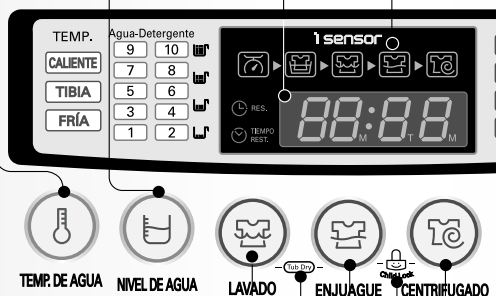 TEMP.
CALIENTE
TIBIA
FRÍA
Agua-Detergente
9 10
7 8
5 6
3 4
1 2
i sensor
RES.
TIEMPO
REST.
88:88
M T M
TEMP. DE AGUA
NIVEL DE AGUA
LAVADO
Tub Dry
ENJUAGUE
Child Lock
CENTRIFUGADO